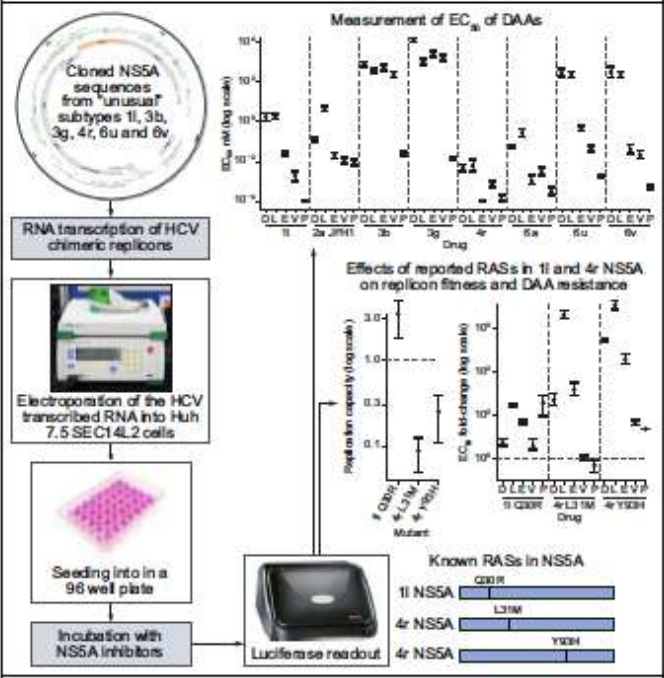 Measurement of EC50 of DAAs
Cloned NS5A
sequences
from "unusual"
subtypes 1l, 3b,
3g, 4r, 6u and 6v
EC50 nM (log scale)
D L E V P D L E V P D L E V P D L E V P D L E V P D L E V P D L E V P D L E V P
1l 2a JFH1 3b 3g 4r 6a 6u 6v
Drug
RNA transcription of HCV
chimeric replicons
Electroporation of the HCV
transcribed RNA into Huh
7.5 SEC14L2 cells
Seeding into in a
96 well plate
Incubation with
NS5A inhibitors
Effects of reported RASs in 1l and 4r NS5A
on replicon fitness and DAA resistance
Replication capacity (log scale)
3.0
1.0
0.3
0.1
1l Q30R
4r L31M
4r Y93H
Mutant
EC50 fold-change (log scale)
D L E V P D L E V P D L E V P
1l Q30R 4r L31M 4r Y93H
Drug
Luciferase readout
Known RASs in NS5A
Q30R
1l NS5A
L31M
4r NS5A
Y93H
4r NS5A